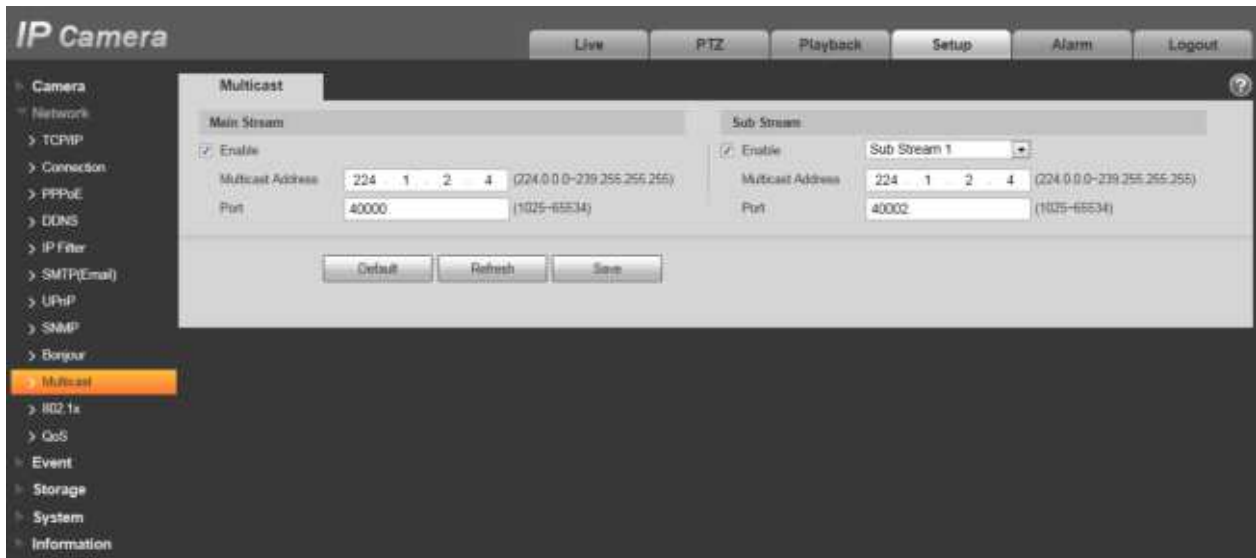 IP Camera
Live
PTZ
Playback
Setup
Alarm
Logout
Camera
Network
TCP/IP
Connection
PPPoE
DDNS
IP Filter
SMTP(Email)
UPnP
SNMP
Bonjour
Multicast
802.1x
QoS
Event
Storage
System
Information
Multicast
?
Main Stream
Enable
Multicast Address 224 . 1 . 2 . 4 (224.0.0.0~239.255.255.255)
Port 40000 (1025~65534)
Sub Stream
Enable Sub Stream 1
Multicast Address 224 . 1 . 2 . 4 (224.0.0.0~239.255.255.255)
Port 40002 (1025~65534)
Default
Refresh
Save